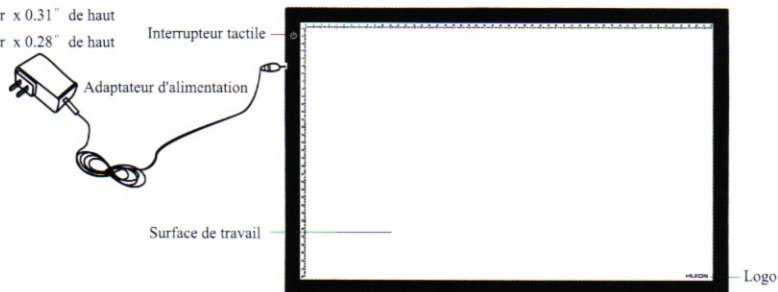 r x 0.31" de haut
r x 0.28" de haut
Interrupteur tactile
Adaptateur d'alimentation
Surface de travail
HUION
Logo